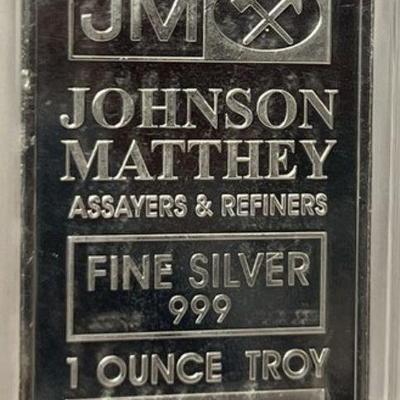 JM
JOHNSON
MATTHEY
ASSAYERS & REFINERS
FINE SILVER
999
1 OUNCE TROY